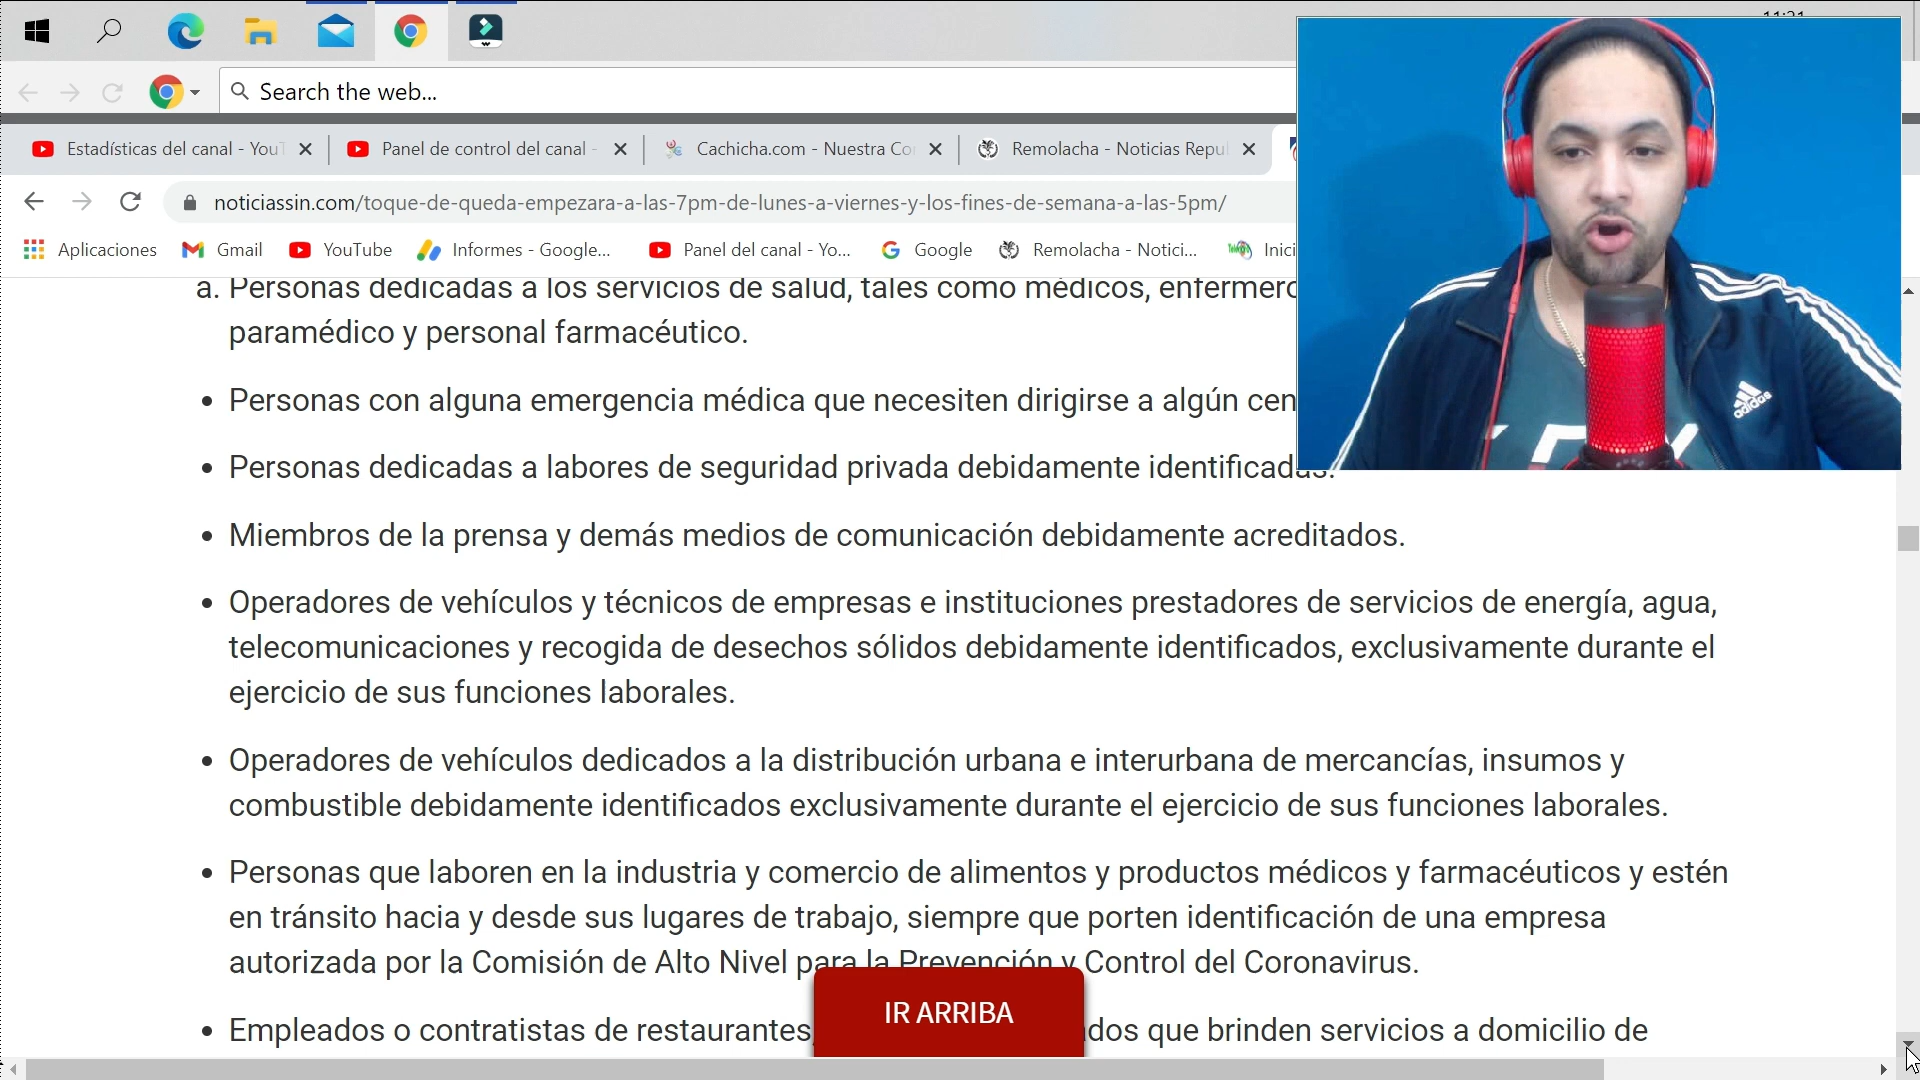 Search the web...
Estadísticas del canal - YouT
Panel de control del canal -
Cachicha.com - Nuestra Co
Remolacha - Noticias Repu
noticiassin.com/toque-de-queda-empezara-a-las-7pm-de-lunes-a-viernes-y-los-fines-de-semana-a-las-5pm/
Aplicaciones
Gmail
YouTube
Informes - Google...
Panel del canal - Yo...
Google
Remolacha - Notici...
Inici
a. Personas dedicadas a los servicios de salud, tales como médicos, enfermero
paramédico y personal farmacéutico.
• Personas con alguna emergencia médica que necesiten dirigirse a algún cen
• Personas dedicadas a labores de seguridad privada debidamente identificadas.
• Miembros de la prensa y demás medios de comunicación debidamente acreditados.
• Operadores de vehículos y técnicos de empresas e instituciones prestadores de servicios de energía, agua,
telecomunicaciones y recogida de desechos sólidos debidamente identificados, exclusivamente durante el
ejercicio de sus funciones laborales.
• Operadores de vehículos dedicados a la distribución urbana e interurbana de mercancías, insumos y
combustible debidamente identificados exclusivamente durante el ejercicio de sus funciones laborales.
• Personas que laboren en la industria y comercio de alimentos y productos médicos y farmacéuticos y estén
en tránsito hacia y desde sus lugares de trabajo, siempre que porten identificación de una empresa
autorizada por la Comisión de Alto Nivel para la Prevención y Control del Coronavirus.
• Empleados o contratistas de restaurantes, dos que brinden servicios a domicilio de
IR ARRIBA
adidas